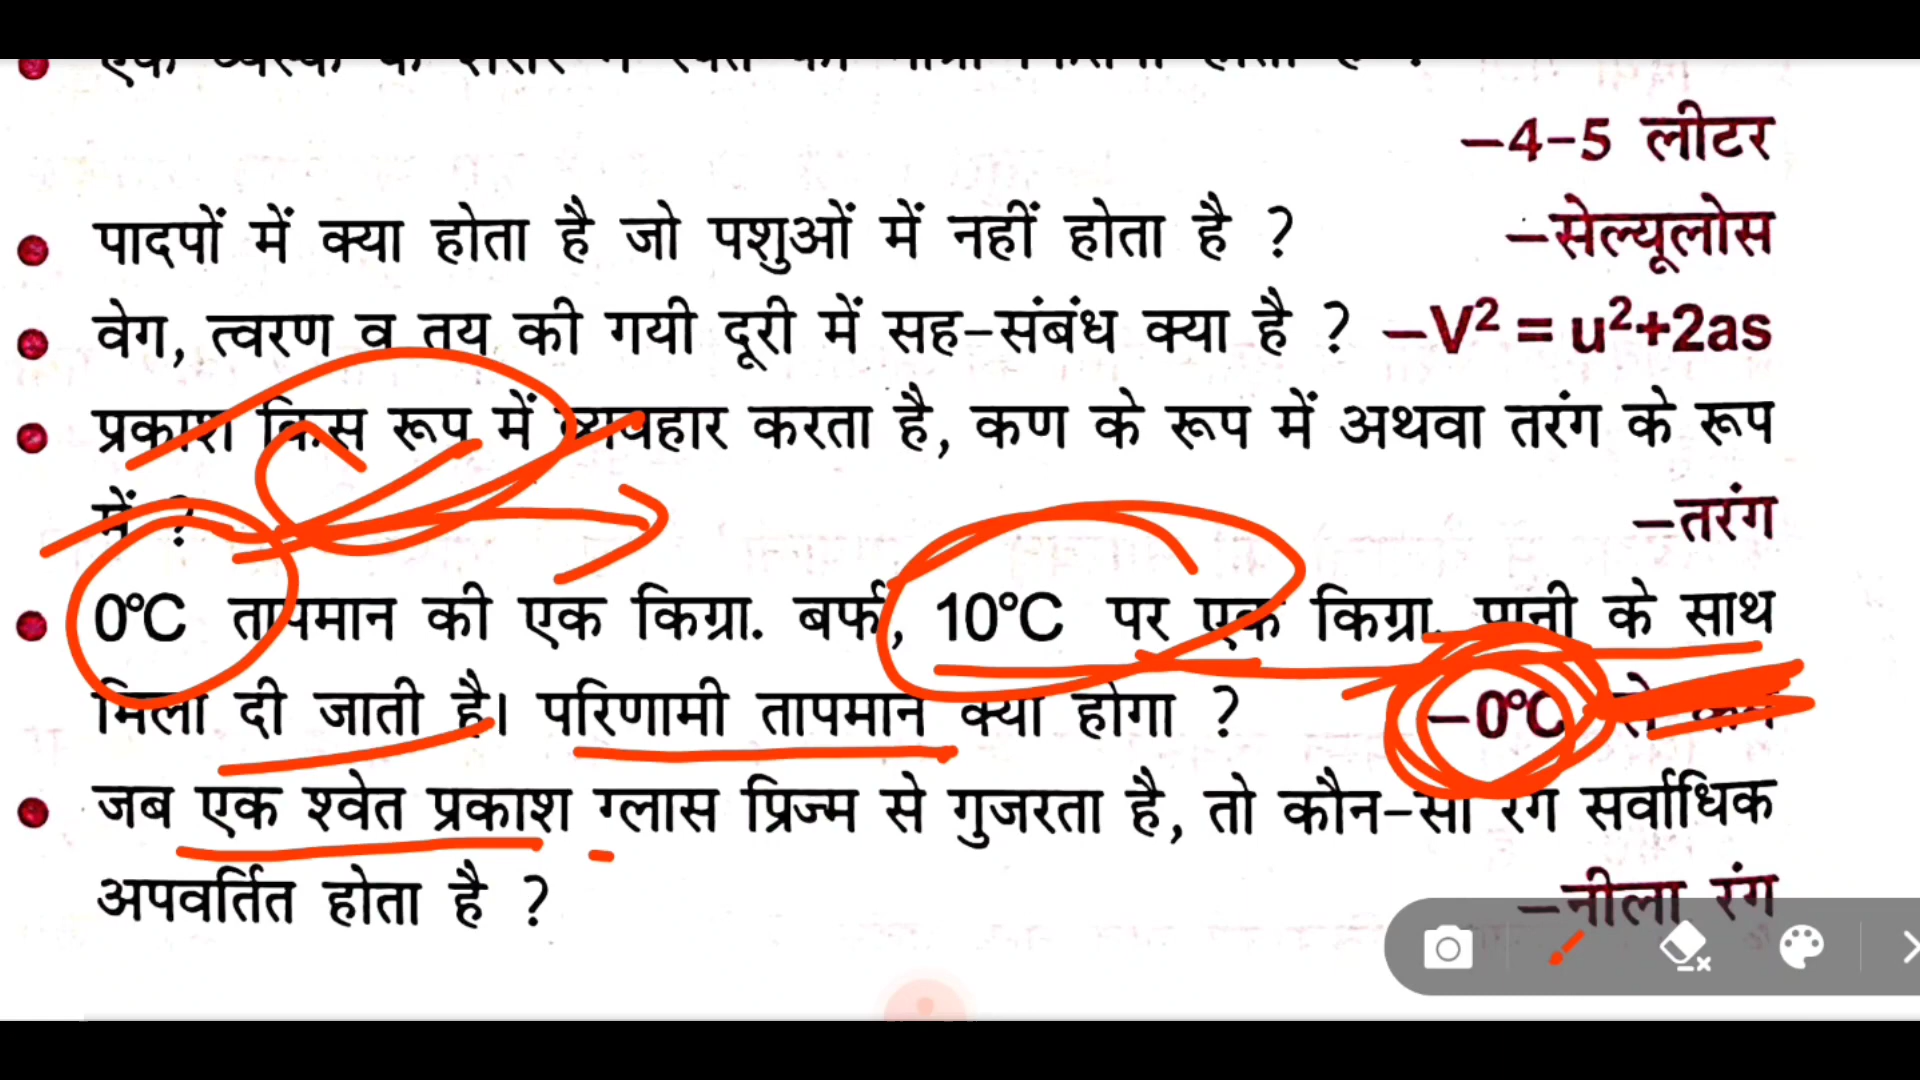 −4−5 लीटर
पादपों में क्या होता है जो पशुओं में नहीं होता है ? −सेल्यूलोस
वेग, त्वरण व तय की गयी दूरी में सह−संबंध क्या है ? −V² = u²+2as
प्रकाश किस रूप में व्यवहार करता है, कण के रूप में अथवा तरंग के रूप
में ? −तरंग
0°C तापमान की एक किग्रा. बर्फ, 10°C पर एक किग्रा. पानी के साथ
मिला दी जाती है। परिणामी तापमान क्या होगा ? −0°C से कम
जब एक श्वेत प्रकाश ग्लास प्रिज्म से गुजरता है, तो कौन−सा रंग सर्वाधिक
अपवर्तित होता है ? −नीला रंग